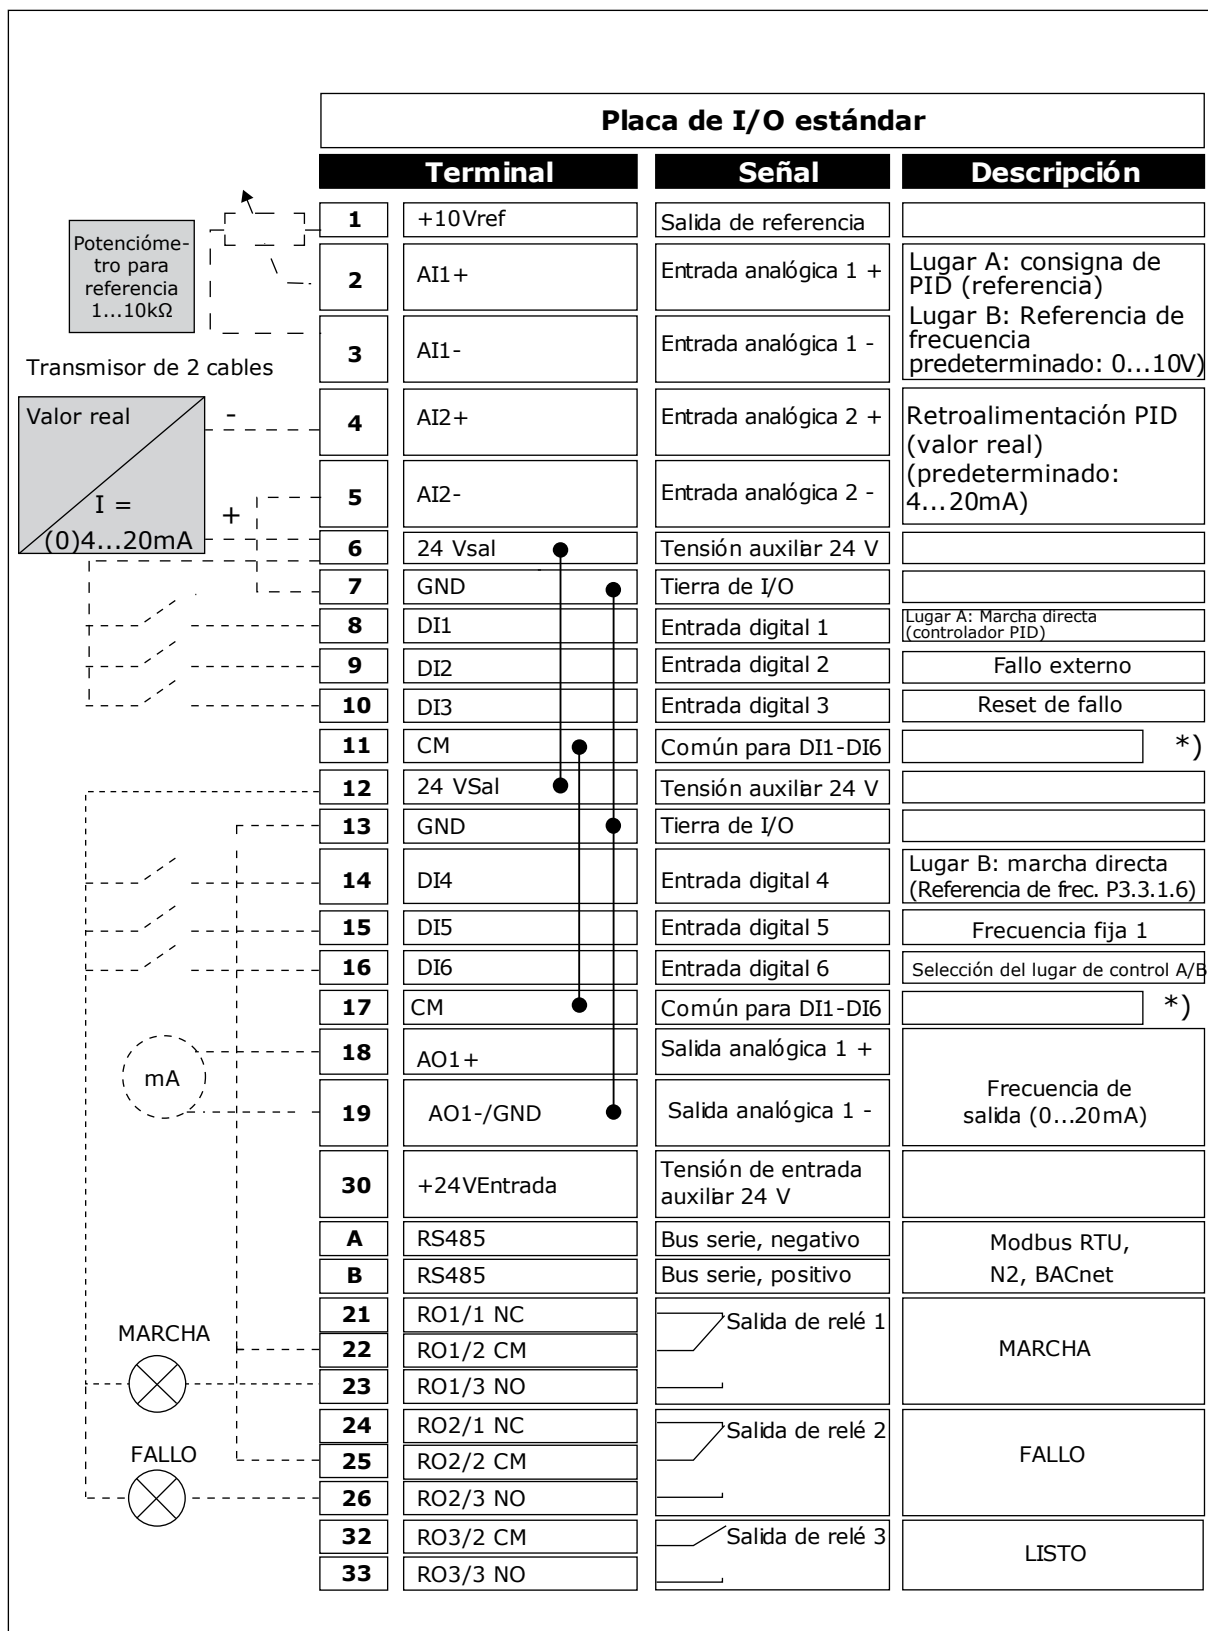 Placa de I/O estándar
Terminal Señal Descripción
1 +10Vref Salida de referencia
Potencióme-
tro para
referencia
1...10kΩ
2 AI1+ Entrada analógica 1 +
Lugar A: consigna de
PID (referencia)
Lugar B: Referencia de
frecuencia
predeterminado: 0...10V)
3 AI1- Entrada analógica 1 -
Transmisor de 2 cables
Valor real
I =
(0)4...20mA
-
+
4 AI2+ Entrada analógica 2 +
Retroalimentación PID
(valor real)
(predeterminado:
4...20mA)
5 AI2- Entrada analógica 2 -
6 24 Vsal Tensión auxiliar 24 V
7 GND Tierra de I/O
8 DI1 Entrada digital 1
Lugar A: Marcha directa
(controlador PID)
9 DI2 Entrada digital 2 Fallo externo
10 DI3 Entrada digital 3 Reset de fallo
11 CM Común para DI1-DI6 *)
12 24 VSal Tensión auxiliar 24 V
13 GND Tierra de I/O
14 DI4 Entrada digital 4
Lugar B: marcha directa
(Referencia de frec. P3.3.1.6)
15 DI5 Entrada digital 5 Frecuencia fija 1
16 DI6 Entrada digital 6 Selección del lugar de control A/B
17 CM Común para DI1-DI6 *)
mA
18 AO1+ Salida analógica 1 +
Frecuencia de
salida (0...20mA)
19 AO1-/GND Salida analógica 1 -
30 +24VEntrada
Tensión de entrada
auxiliar 24 V
A RS485 Bus serie, negativo
Modbus RTU,
N2, BACnet
B RS485 Bus serie, positivo
21 RO1/1 NC Salida de relé 1
MARCHA
22 RO1/2 CM MARCHA
23 RO1/3 NO
24 RO2/1 NC Salida de relé 2
FALLO
25 RO2/2 CM FALLO
26 RO2/3 NO
32 RO3/2 CM Salida de relé 3
LISTO
33 RO3/3 NO